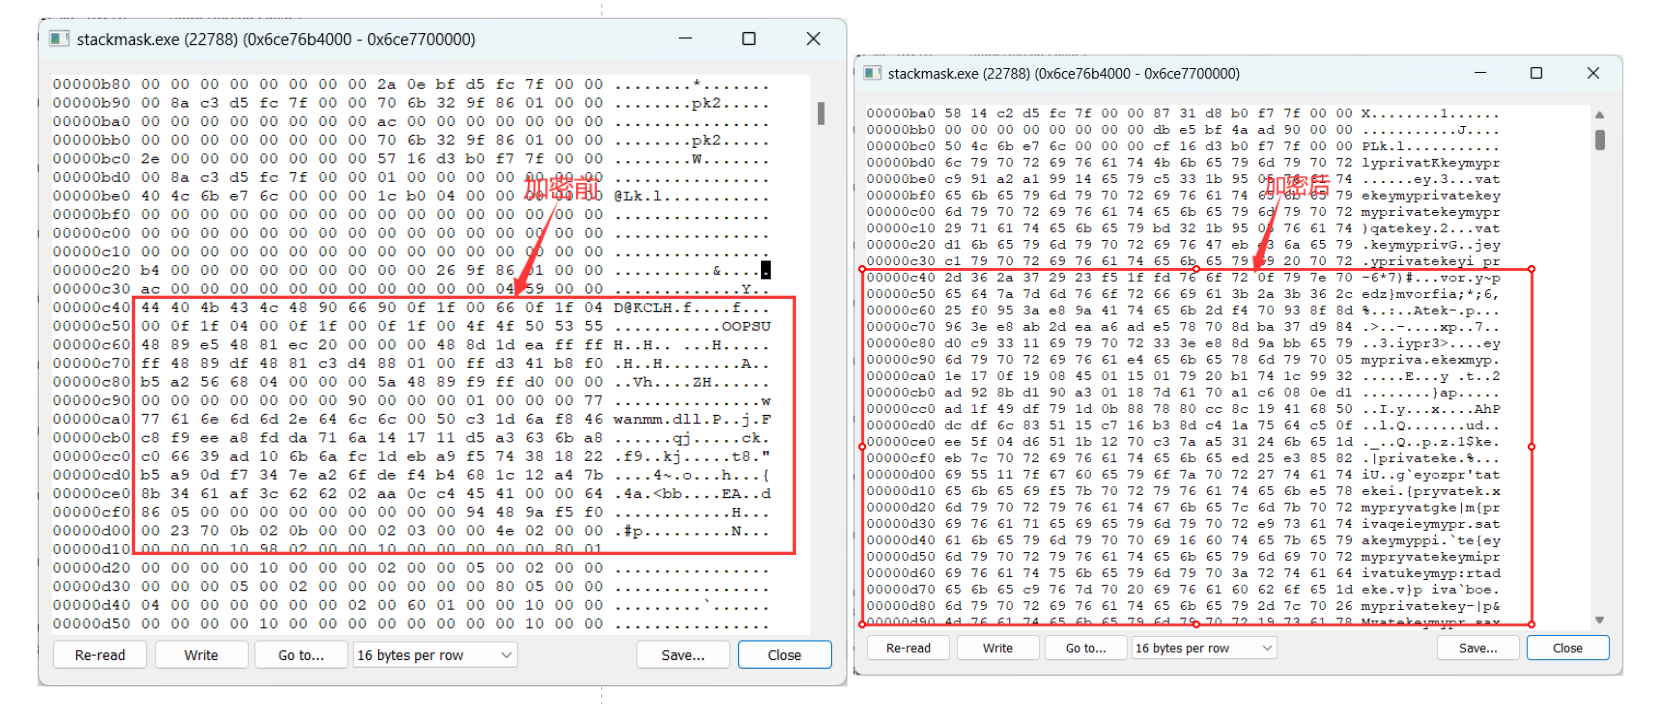 stackmask.exe (22788) (0x6ce76b4000 - 0x6ce7700000)
00000b80 00 00 00 00 00 00 00 00 2a 0e bf d5 fc 7f 00 00 ........*.......
00000b90 00 8a c3 d5 fc 7f 00 00 70 6b 32 9f 86 01 00 00 ........pk2.....
00000ba0 00 00 00 00 00 00 00 00 ac 00 00 00 00 00 00 00 ................
00000bb0 00 00 00 00 00 00 00 00 70 6b 32 9f 86 01 00 00 ........pk2.....
00000bc0 2e 00 00 00 00 00 00 00 57 16 d3 b0 f7 7f 00 00 ........W.......
00000bd0 00 8a c3 d5 fc 7f 00 00 01 00 00 00 00 00 00 00 ................
加密前
00000be0 40 4c 6b e7 6c 00 00 00 1c b0 04 00 00 00 00 00 @Lk.l...........
00000bf0 00 00 00 00 00 00 00 00 00 00 00 00 00 00 00 00 ................
00000c00 00 00 00 00 00 00 00 00 00 00 00 00 00 00 00 00 ................
00000c10 00 00 00 00 00 00 00 00 00 00 00 00 00 00 00 00 ................
00000c20 b4 00 00 00 00 00 00 00 00 00 26 9f 86 01 00 00 ..........&.....
00000c30 ac 00 00 00 00 00 00 00 00 00 00 00 04 59 00 00 .............Y..
00000c40 44 40 4b 43 4c 48 90 66 90 0f 1f 00 66 0f 1f 04 D@KCLH.f....f...
00000c50 00 0f 1f 04 00 0f 1f 00 0f 1f 00 4f 4f 50 53 55 ...........OOPSU
00000c60 48 89 e5 48 81 ec 20 00 00 00 48 8d 1d ea ff ff H..H.. ...H.....
00000c70 ff 48 89 df 48 81 c3 d4 88 01 00 ff d3 41 b8 f0 .H..H........A..
00000c80 b5 a2 56 68 04 00 00 00 5a 48 89 f9 ff d0 00 00 ..Vh....ZH......
00000c90 00 00 00 00 00 00 90 00 00 00 01 00 00 00 00 77 ...............w
00000ca0 77 61 6e 6d 6d 2e 64 6c 6c 00 50 c3 1d 6a f8 46 wanmm.dll.P..j.F
00000cb0 c8 f9 ee a8 fd da 71 6a 14 17 11 d5 a3 63 6b a8 ......qj.....ck.
00000cc0 c0 66 39 ad 10 6b 6a fc 1d eb a9 f5 74 38 18 22 .f9..kj.....t8."
00000cd0 b5 a9 0d f7 34 7e a2 6f de f4 b4 68 1c 12 a4 7b ....4~.o...h...{
00000ce0 8b 34 61 af 3c 62 62 02 aa 0c c4 45 41 00 00 64 .4a.<bb....EA..d
00000cf0 86 05 00 00 00 00 00 00 00 00 00 94 48 9a f5 f0 ............H...
00000d00 00 23 70 0b 02 0b 00 00 02 03 00 00 4e 02 00 00 .#p.........N...
00000d10 00 00 00 10 98 02 00 00 10 00 00 00 00 00 80 01
00000d20 00 00 00 00 10 00 00 00 02 00 00 05 00 02 00 00 ................
00000d30 00 00 00 05 00 02 00 00 00 00 00 80 05 00 00 00 ................
00000d40 04 00 00 00 00 00 00 02 00 60 01 00 00 10 00 00 .........`......
00000d50 00 00 00 00 10 00 00 00 00 00 00 00 00 10 00 00 ................
Re-read Write Go to... 16 bytes per row Save... Close
stackmask.exe (22788) (0x6ce76b4000 - 0x6ce7700000)
00000ba0 58 14 c2 d5 fc 7f 00 00 87 31 d8 b0 f7 7f 00 00 X........1......
00000bb0 00 00 00 00 00 00 00 00 db e5 bf 4a ad 90 00 00 ...........J....
00000bc0 50 4c 6b e7 6c 00 00 00 cf 16 d3 b0 f7 7f 00 00 PLk.l...........
00000bd0 6c 79 70 72 69 76 61 74 4b 6b 65 79 6d 79 70 72 lyprivatKkeymypr
00000be0 c9 91 a2 a1 99 14 65 79 c5 33 1b 95 76 61 74 ......ey.3...vat
加密后
00000bf0 65 6b 65 79 6d 79 70 72 69 76 61 74 65 6b 65 79 ekeymyprivatekey
00000c00 6d 79 70 72 69 76 61 74 65 6b 65 79 6d 79 70 72 myprivatekeymypr
00000c10 29 71 61 74 65 6b 65 79 bd 32 1b 95 76 61 74 )qatekey.2...vat
00000c20 d1 6b 65 79 6d 79 70 72 69 76 47 eb 6a 65 79 .keymyprivG..jey
00000c30 c1 79 70 72 69 76 61 74 65 6b 65 79 69 20 70 72 .yprivatekeyi pr
00000c40 2d 36 2a 37 29 23 f5 1f fd 76 6f 72 0f 79 7e 70 -6*7)#...vor.y~p
00000c50 65 64 7a 7d 6d 76 6f 72 66 69 61 3b 2a 3b 36 2c edz}mvorfia;*;6,
00000c60 25 f0 95 3a e8 9a 41 74 65 6b 2d f4 70 93 8f 8d %..:..Atek-.p...
00000c70 96 3e e8 ab 2d ea a6 ad e5 78 70 8d ba 37 d9 84 .>..-....xp..7..
00000c80 d0 c9 33 11 69 79 70 72 33 3e e8 8d 9a bb 65 79 ..3.iypr3>....ey
00000c90 6d 79 70 72 69 76 61 e4 65 6b 65 78 6d 79 70 05 mypriva.ekexmyp.
00000ca0 1e 17 0f 19 08 45 01 15 01 79 20 b1 74 1c 99 32 .....E...y .t..2
00000cb0 ad 92 8b d1 90 a3 01 18 7d 61 70 a1 c6 08 0e d1 ........}ap.....
00000cc0 ad 1f 49 df 79 1d 0b 88 78 80 cc 8c 19 41 68 50 ..I.y...x....AhP
00000cd0 dc df 6c 83 51 15 c7 16 b3 8d c4 1a 75 64 c5 0f ..l.Q.......ud..
00000ce0 ee 5f 04 d6 51 1b 12 70 c3 7a a5 31 24 6b 65 1d ._..Q..p.z.1$ke.
00000cf0 eb 7c 70 72 69 76 61 74 65 6b 65 ed 25 e3 85 82 .|privateke.%...
00000d00 69 55 11 7f 67 60 65 79 6f 7a 70 72 27 74 61 74 iU..g`eyozpr'tat
00000d10 65 6b 65 69 f5 7b 70 72 79 76 61 74 65 6b e5 78 ekei.{pryvatek.x
00000d20 6d 79 70 72 79 76 61 74 67 6b 65 7c 6d 7b 70 72 mypryvatgke|m{pr
00000d30 69 76 61 71 65 69 65 79 6d 79 70 72 e9 73 61 74 ivaqeieymypr.sat
00000d40 61 6b 65 79 6d 79 70 70 69 16 60 74 65 7b 65 79 akeymyppi.`te{ey
00000d50 6d 79 70 72 79 76 61 74 65 6b 65 79 6d 69 70 72 mypryvatekeymipr
00000d60 69 76 61 74 75 6b 65 79 6d 79 70 3a 72 74 61 64 ivatukeymyp:rtad
00000d70 65 6b 65 c9 76 7d 70 20 69 76 61 60 62 6f 65 1d eke.v}p iva`boe.
00000d80 6d 79 70 72 69 76 61 74 65 6b 65 79 2d 7c 70 26 myprivatekey-|p&
00000d90 4d 76 61 74 65 6b 65 79 6d 79 70 72 19 73 61 78
Re-read Write Go to... 16 bytes per row Save... Close